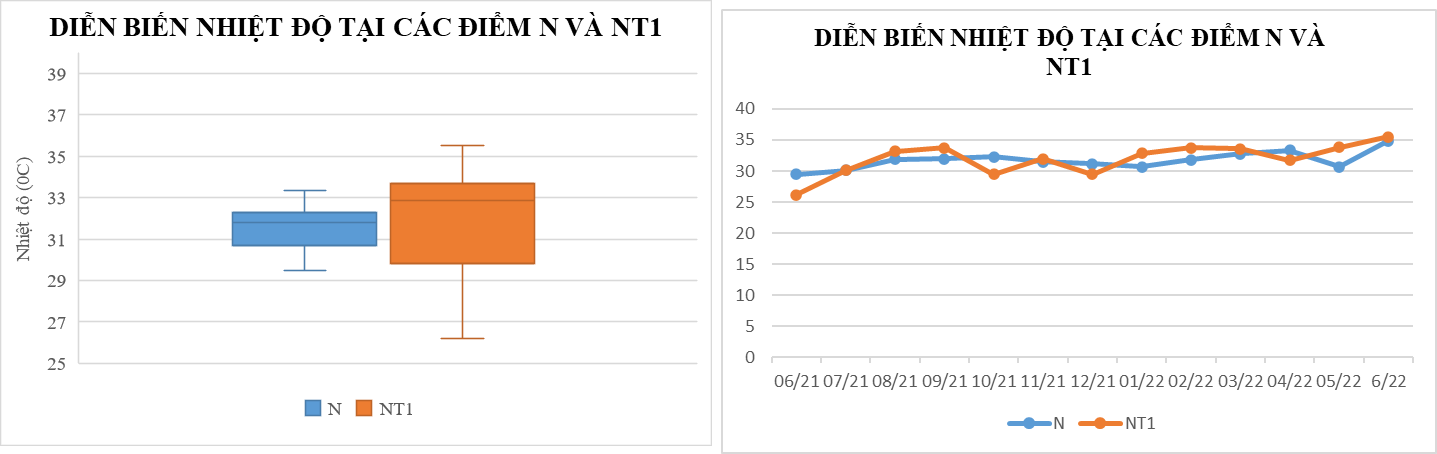 DIỄN BIẾN NHIỆT ĐỘ TẠI CÁC ĐIỂM N VÀ NT1
39
37
35
33
31
29
27
25
Nhiệt độ (0C)
N NT1
DIỄN BIẾN NHIỆT ĐỘ TẠI CÁC ĐIỂM N VÀ
NT1
40
35
30
25
20
15
10
5
0
06/21 07/21 08/21 09/21 10/21 11/21 12/21 01/22 02/22 03/22 04/22 05/22 6/22
N NT1